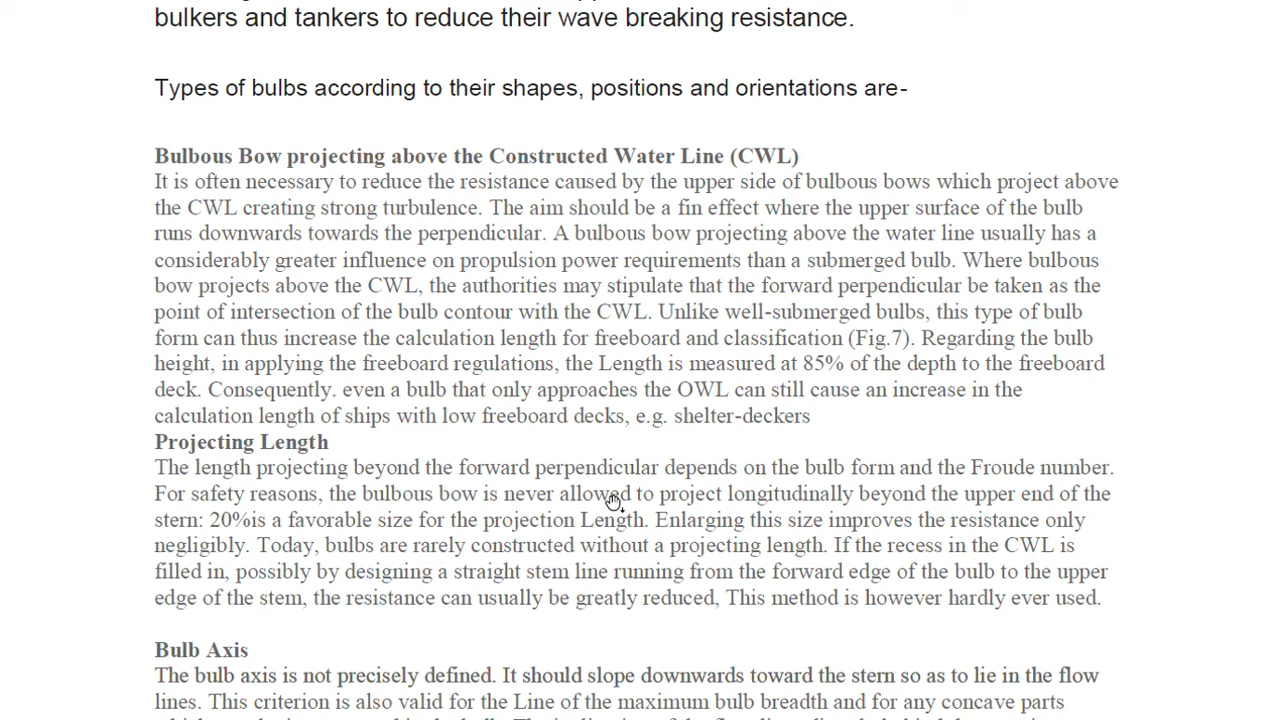 bulkers and tankers to reduce their wave breaking resistance.
Types of bulbs according to their shapes, positions and orientations are-
Bulbous Bow projecting above the Constructed Water Line (CWL)
It is often necessary to reduce the resistance caused by the upper side of bulbous bows which project above
the CWL creating strong turbulence. The aim should be a fin effect where the upper surface of the bulb
runs downwards towards the perpendicular. A bulbous bow projecting above the water line usually has a
considerably greater influence on propulsion power requirements than a submerged bulb. Where bulbous
bow projects above the CWL, the authorities may stipulate that the forward perpendicular be taken as the
point of intersection of the bulb contour with the CWL. Unlike well-submerged bulbs, this type of bulb
form can thus increase the calculation length for freeboard and classification (Fig.7). Regarding the bulb
height, in applying the freeboard regulations, the Length is measured at 85% of the depth to the freeboard
deck. Consequently. even a bulb that only approaches the OWL can still cause an increase in the
calculation length of ships with low freeboard decks, e.g. shelter-deckers
Projecting Length
The length projecting beyond the forward perpendicular depends on the bulb form and the Froude number.
For safety reasons, the bulbous bow is never allowed to project longitudinally beyond the upper end of the
stern: 20%is a favorable size for the projection Length. Enlarging this size improves the resistance only
negligibly. Today, bulbs are rarely constructed without a projecting length. If the recess in the CWL is
filled in, possibly by designing a straight stem line running from the forward edge of the bulb to the upper
edge of the stem, the resistance can usually be greatly reduced, This method is however hardly ever used.
Bulb Axis
The bulb axis is not precisely defined. It should slope downwards toward the stern so as to lie in the flow
lines. This criterion is also valid for the Line of the maximum bulb breadth and for any concave parts